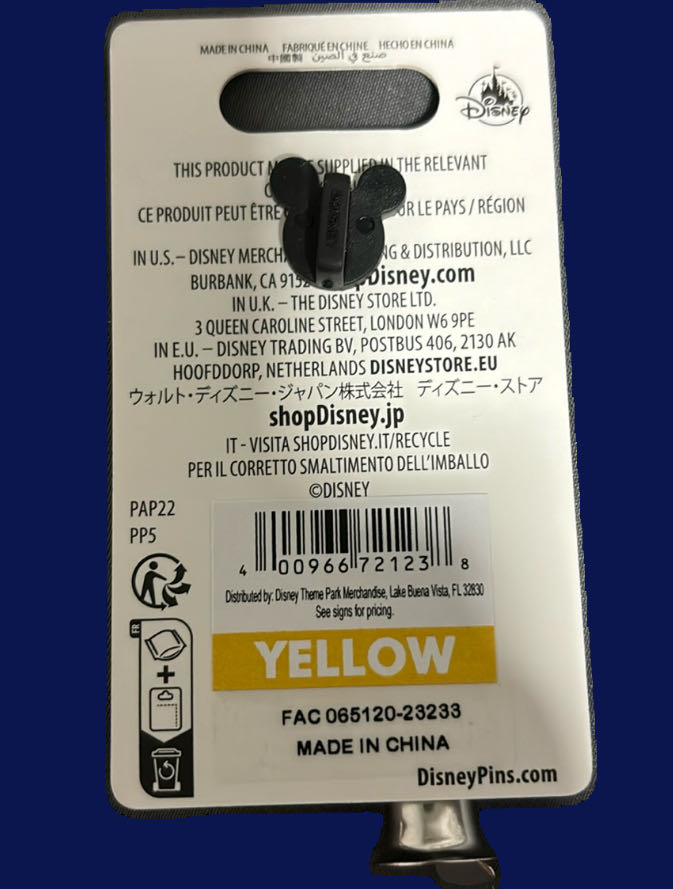 MADE IN CHINA FABRIQUÉ EN CHINE HECHO EN CHINA
中國製 صنع في الصين
Disney
THIS PRODUCT SUPPLIED IN THE RELEVANT
CE PRODUIT PEUT ÊTRE LE PAYS / RÉGION
IN U.S. – DISNEY & DISTRIBUTION, LLC
BURBANK, CA Disney.com
IN U.K. – THE DISNEY STORE LTD.
3 QUEEN CAROLINE STREET, LONDON W6 9PE
IN E.U. – DISNEY TRADING BV, POSTBUS 406, 2130 AK
HOOFDDORP, NETHERLANDS DISNEYSTORE.EU
ウォルト・ディズニー・ジャパン株式会社 ディズニー・ストア
shopDisney.jp
IT - VISITA SHOPDISNEY.IT/RECYCLE
PER IL CORRETTO SMALTIMENTO DELL'IMBALLO
©DISNEY
PAP22
PP5
4 00966 72123 8
Distributed by: Disney Theme Park Merchandise, Lake Buena Vista, FL 32830
See signs for pricing.
FR
YELLOW
FAC 065120-23233
MADE IN CHINA
DisneyPins.com